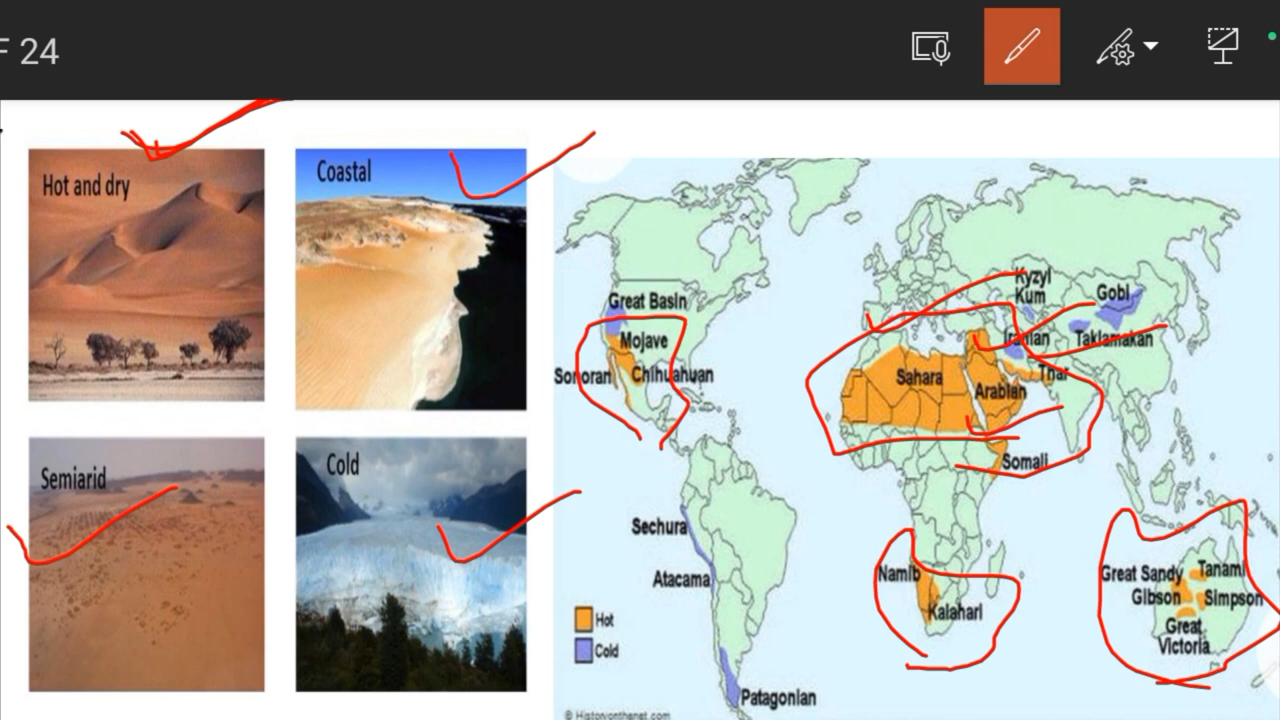 F 24
Hot and dry
Coastal
Semiarid
Cold
Great Basin
Mojave
Sonoran
Chihuahuan
Kyzyl
Kum
Gobi
Iranian
Taklamakan
Sahara
Arabian
Thar
Somali
Sechura
Atacama
Patagonian
Namib
Kalahari
Great Sandy
Tanami
Gibson
Simpson
Great
Victoria
Hot
Cold
© Historyonthenet.com